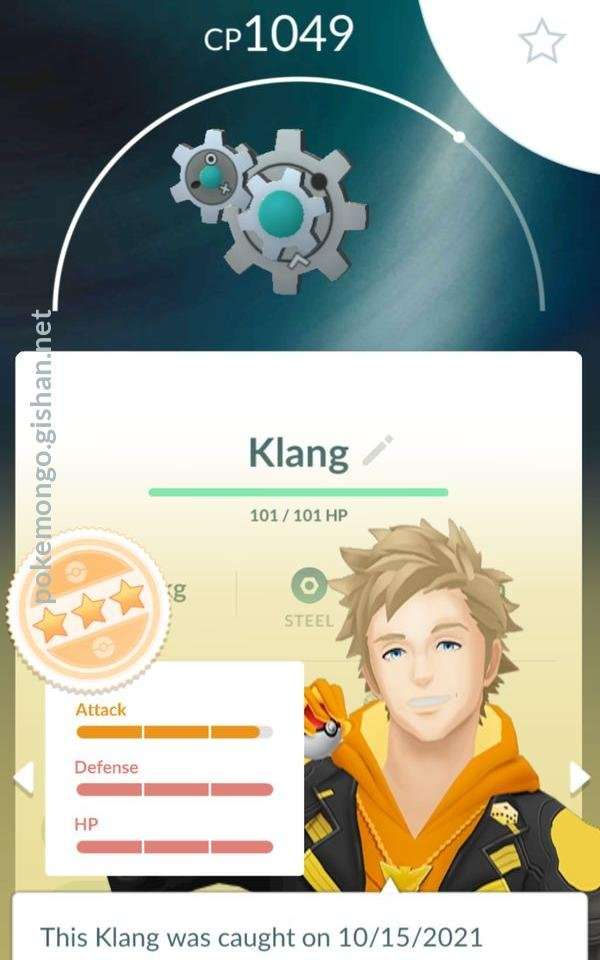 CP1049
pokemongo.gishan.net
Klang
101 / 101 HP
kg
STEEL
Attack
Defense
HP
This Klang was caught on 10/15/2021